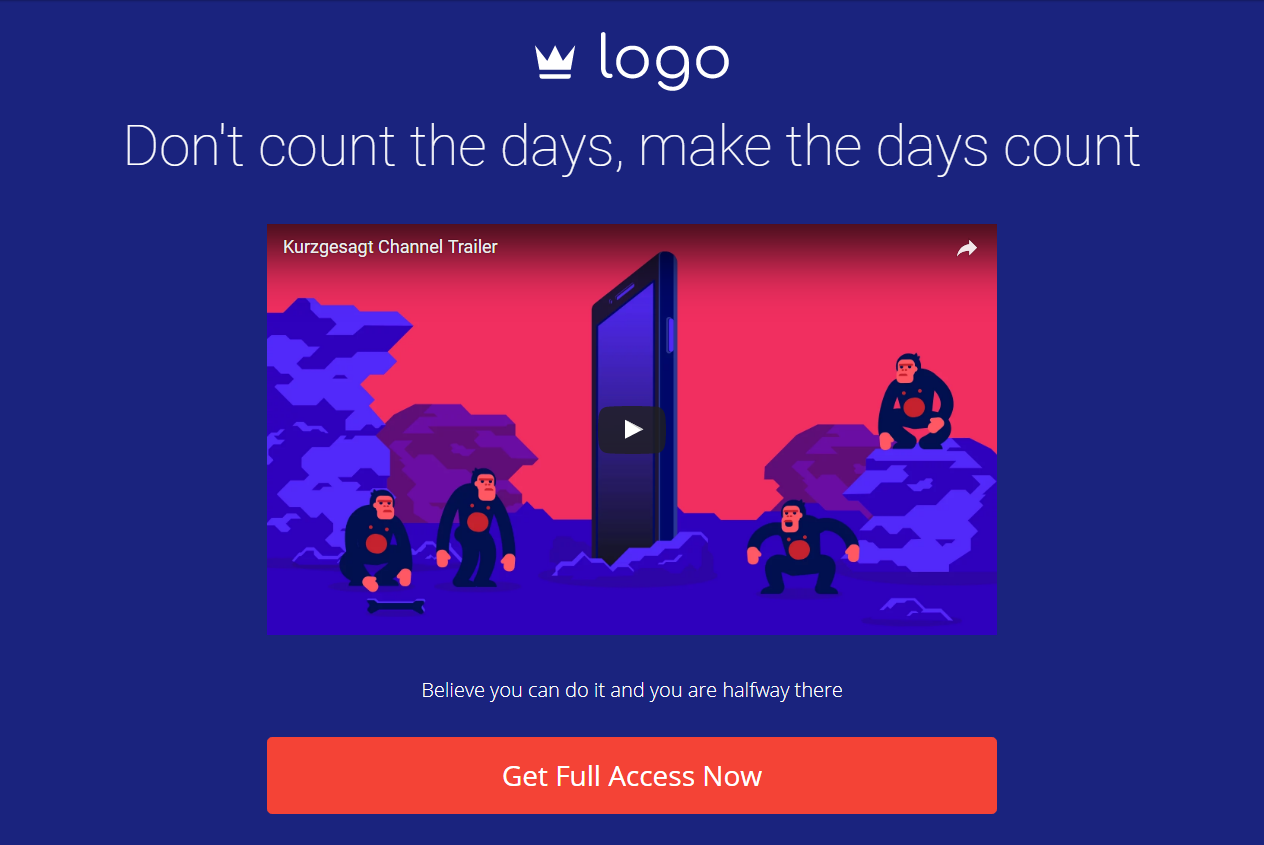 logo
Don't count the days, make the days count
Kurzgesagt Channel Trailer
Believe you can do it and you are halfway there
Get Full Access Now